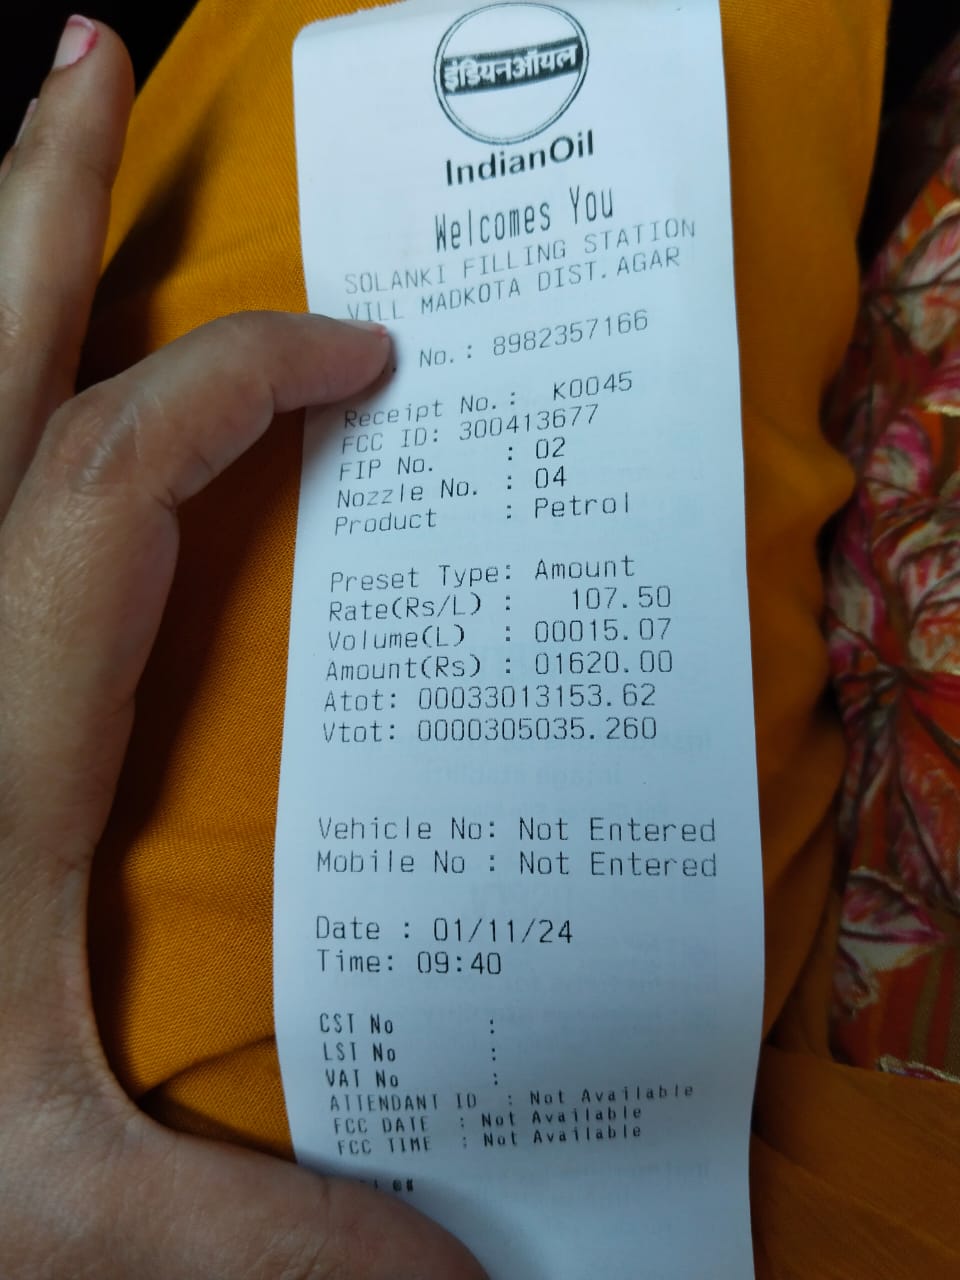 इंडियनऑयल
IndianOil
Welcomes You
SOLANKI FILLING STATION
VILL MADKOTA DIST.AGAR
No.: 8982357166
Receipt No.: K0045
FCC ID: 300413677
FIP No. : 02
Nozzle No. : 04
Product : Petrol
Preset Type: Amount
Rate(Rs/L) : 107.50
Volume(L) : 00015.07
Amount(Rs) : 01620.00
Atot: 00033013153.62
Vtot: 0000305035.260
Vehicle No: Not Entered
Mobile No : Not Entered
Date : 01/11/24
Time: 09:40
CST No :
LST No :
VAT No :
ATTENDANT ID : Not Available
FCC DATE : Not Available
FCC TIME : Not Available